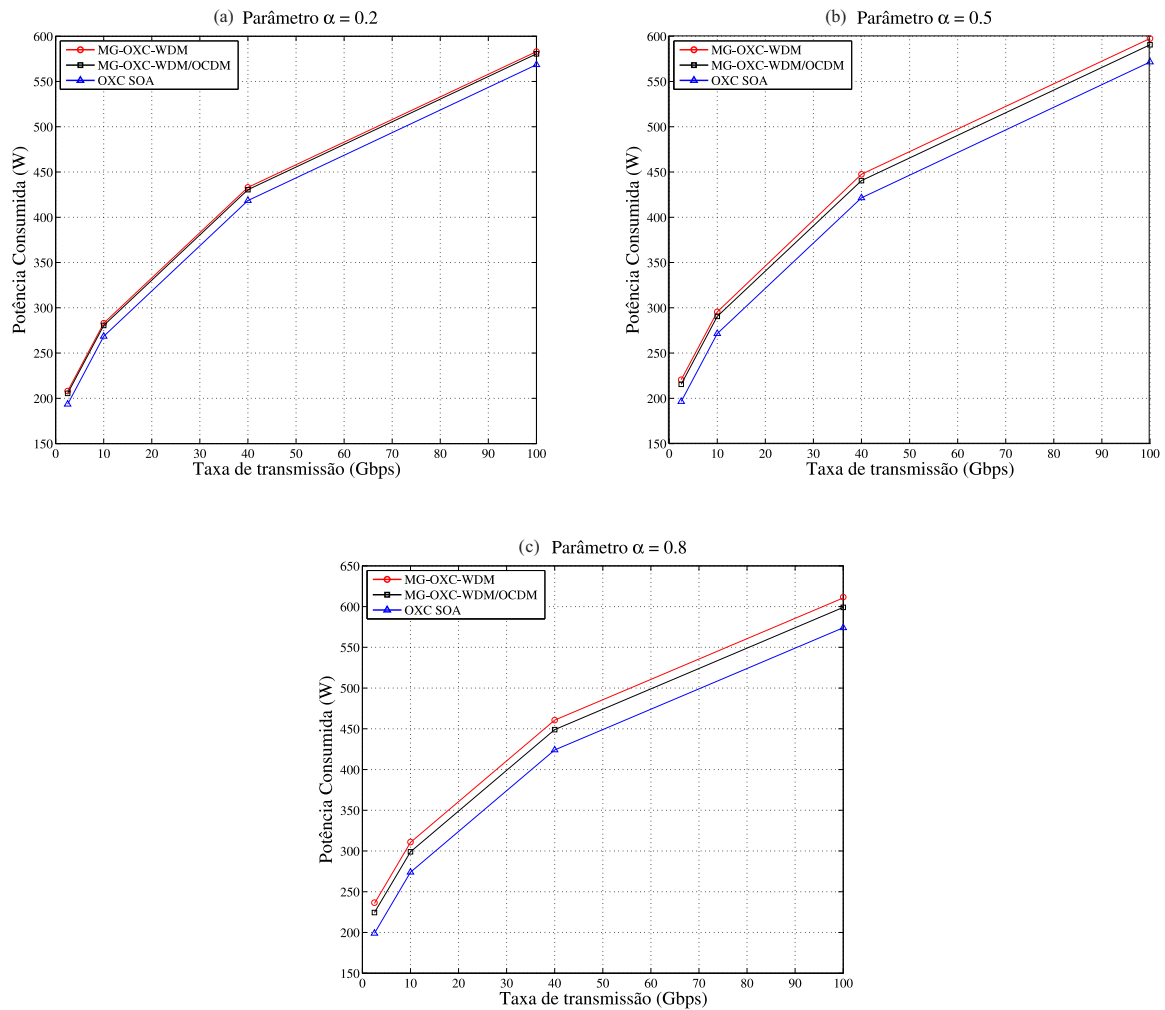 (a) Parâmetro α = 0.2
600
550
500
450
400
350
300
250
200
150
MG-OXC-WDM
MG-OXC-WDM/OCDM
OXC SOA
Potência Consumida (W)
0 10 20 30 40 50 60 70 80 90 100
Taxa de transmissão (Gbps)
(b) Parâmetro α = 0.5
600
550
500
450
400
350
300
250
200
150
MG-OXC-WDM
MG-OXC-WDM/OCDM
OXC SOA
Potência Consumida (W)
0 10 20 30 40 50 60 70 80 90 100
Taxa de transmissão (Gbps)
(c) Parâmetro α = 0.8
650
600
550
500
450
400
350
300
250
200
150
MG-OXC-WDM
MG-OXC-WDM/OCDM
OXC SOA
Potência Consumida (W)
0 10 20 30 40 50 60 70 80 90 100
Taxa de transmissão (Gbps)